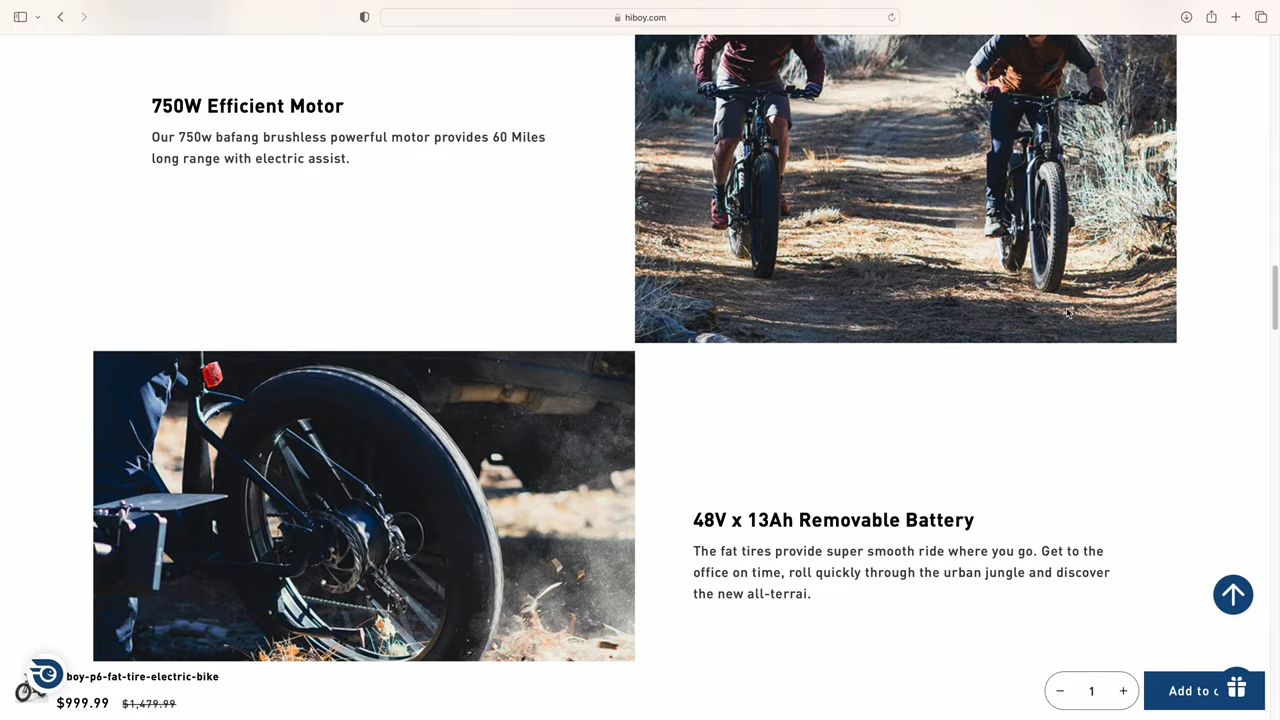 hiboy.com
750W Efficient Motor
Our 750w bafang brushless powerful motor provides 60 Miles
long range with electric assist.
48V x 13Ah Removable Battery
The fat tires provide super smooth ride where you go. Get to the
office on time, roll quickly through the urban jungle and discover
the new all-terrai.
boy-p6-fat-tire-electric-bike
$999.99 $1,479.99
1
Add to c